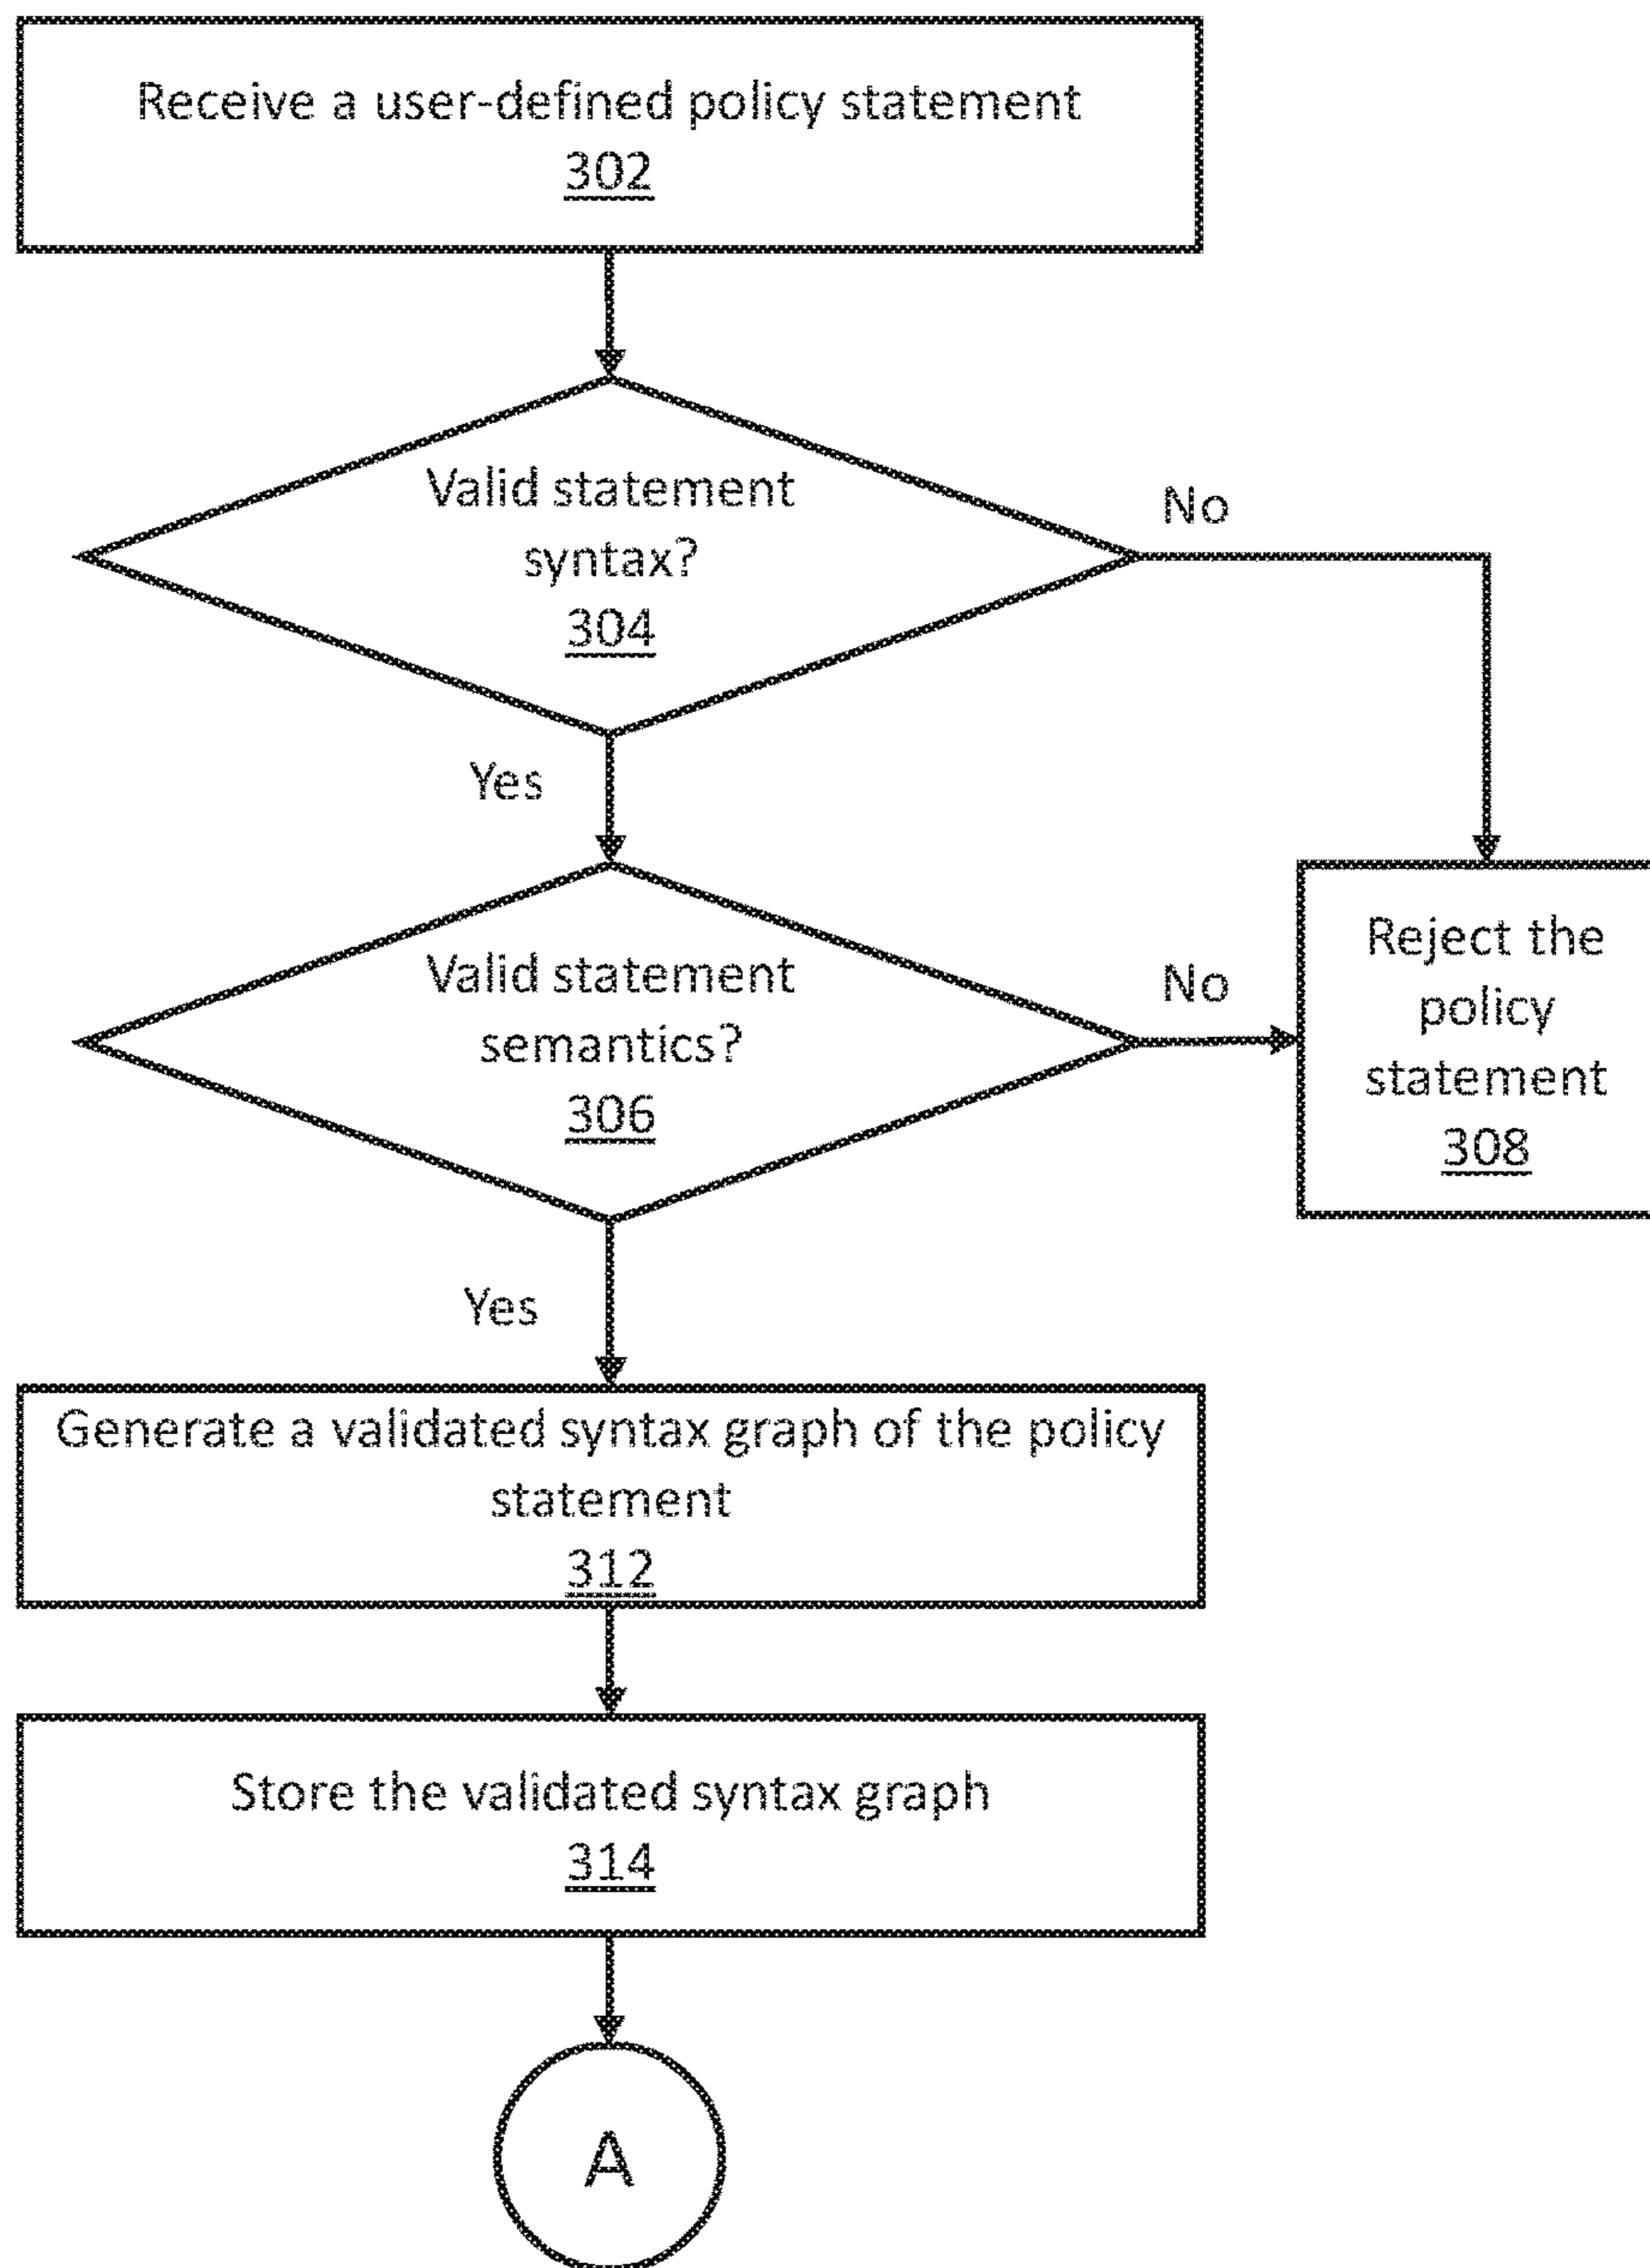 Receive a user-defined policy statement
302
Valid statement
syntax?
304
No
Yes
Valid statement
semantics?
306
No
Reject the
policy
statement
308
Yes
Generate a validated syntax graph of the policy
statement
312
Store the validated syntax graph
314
A